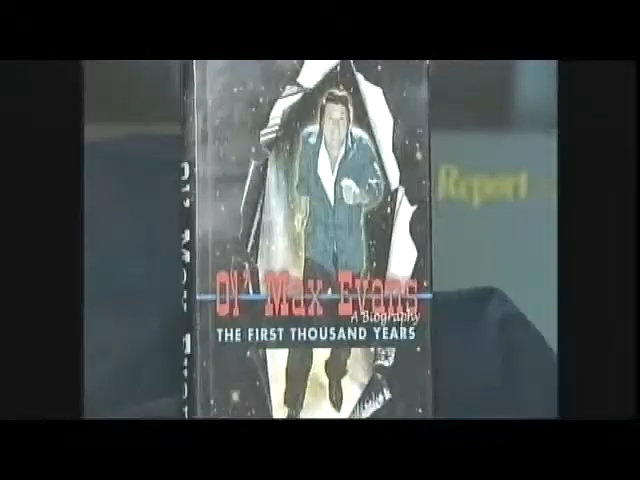 Report
Ol' Max Evans
A Biography
THE FIRST THOUSAND YEARS